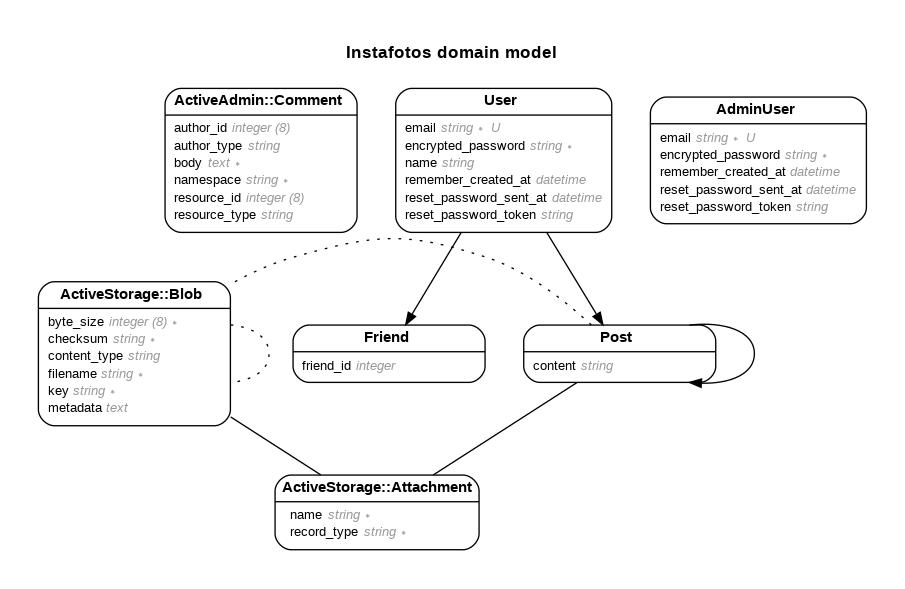 Instafotos domain model
ActiveAdmin::Comment
author_id integer (8)
author_type string
body text ∗
namespace string ∗
resource_id integer (8)
resource_type string
User
email string ∗ U
encrypted_password string ∗
name string
remember_created_at datetime
reset_password_sent_at datetime
reset_password_token string
AdminUser
email string ∗ U
encrypted_password string ∗
remember_created_at datetime
reset_password_sent_at datetime
reset_password_token string
ActiveStorage::Blob
byte_size integer (8) ∗
checksum string ∗
content_type string
filename string ∗
key string ∗
metadata text
Friend
friend_id integer
Post
content string
ActiveStorage::Attachment
name string ∗
record_type string ∗